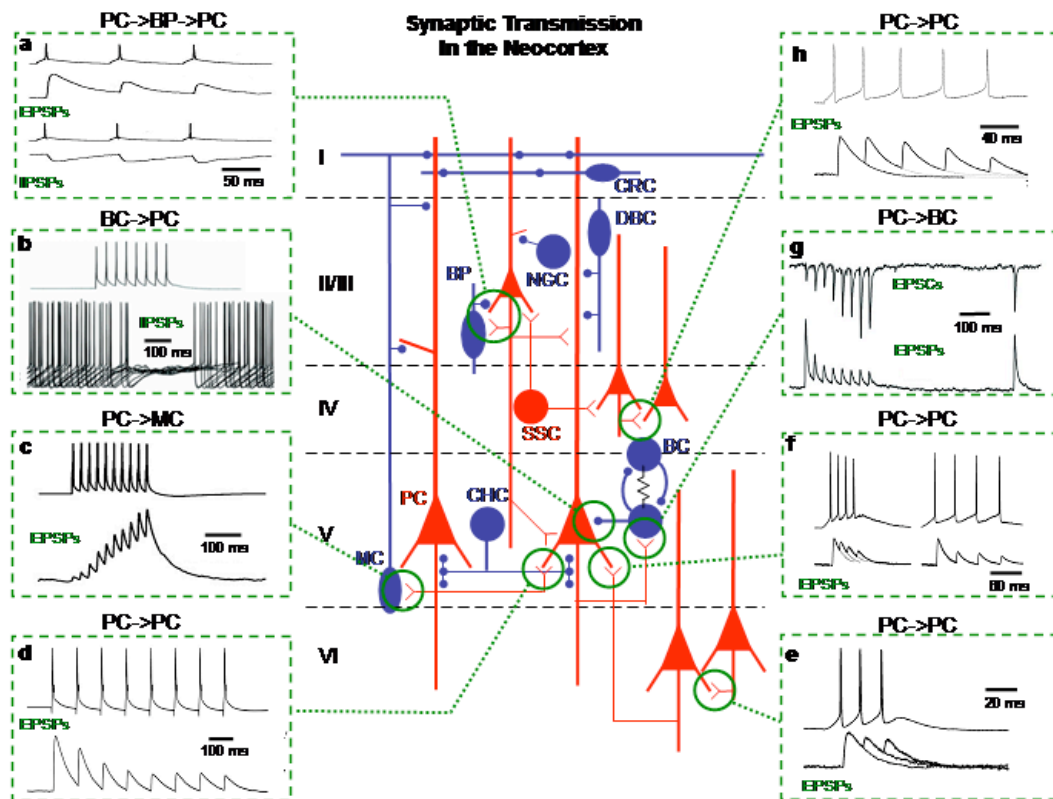 Synaptic Transmission
In the Neocortex
PC->BP->PC
a
EPSPs
IPSPs
50 ms
BC->PC
b
IPSPs
100 ms
PC->MC
c
EPSPs
100 ms
PC->PC
d
EPSPs
100 ms
I
II/III
IV
V
VI
CRC
DBC
BP
NGC
SSC
BC
PC
CHC
MC
PC->PC
h
EPSPs
40 ms
PC->BC
g
EPSCs
100 ms
EPSPs
PC->PC
f
EPSPs
60 ms
PC->PC
e
20 ms
EPSPs